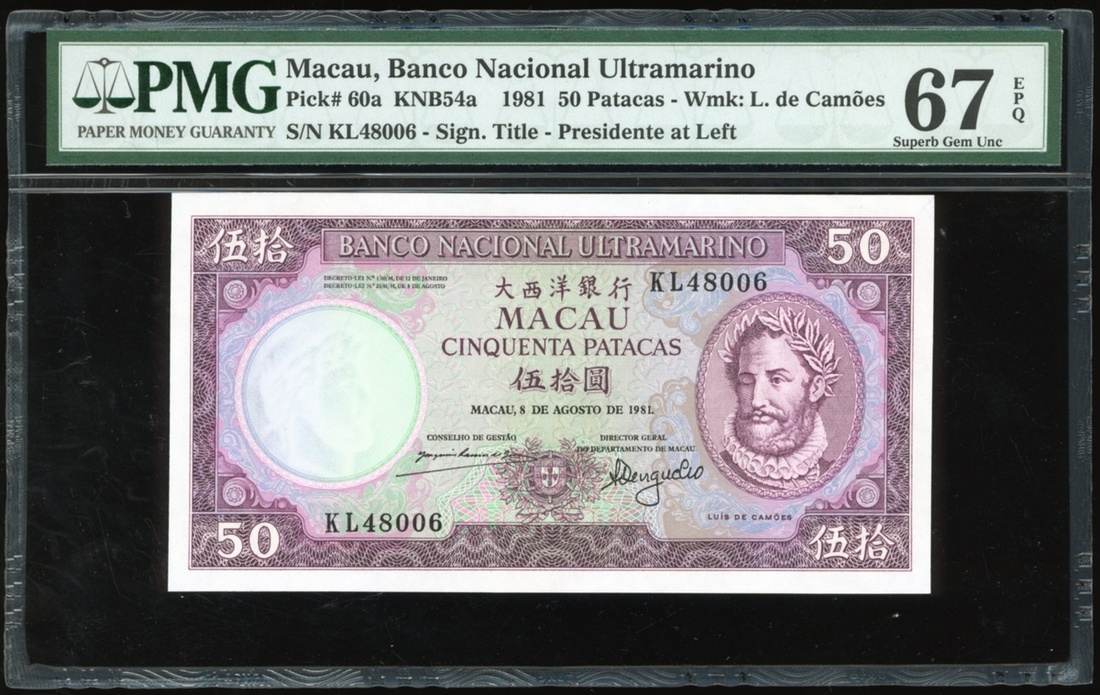 PMG
PAPER MONEY GUARANTY
Macau, Banco Nacional Ultramarino
Pick# 60a KNB54a 1981 50 Patacas - Wmk: L. de Camões
S/N KL48006 - Sign. Title - Presidente at Left
67
EPQ
Superb Gem Unc
伍拾
BANCO NACIONAL ULTRAMARINO
50
大西洋銀行
KL48006
MACAU
CINQUENTA PATACAS
伍拾圓
MACAU, 8 DE AGOSTO DE 1981.
CONSELHO DE GESTÃO
DIRECTOR GERAL
DO DEPARTAMENTO DE MACAU
KL48006
LUÍS DE CAMÕES
50
伍拾